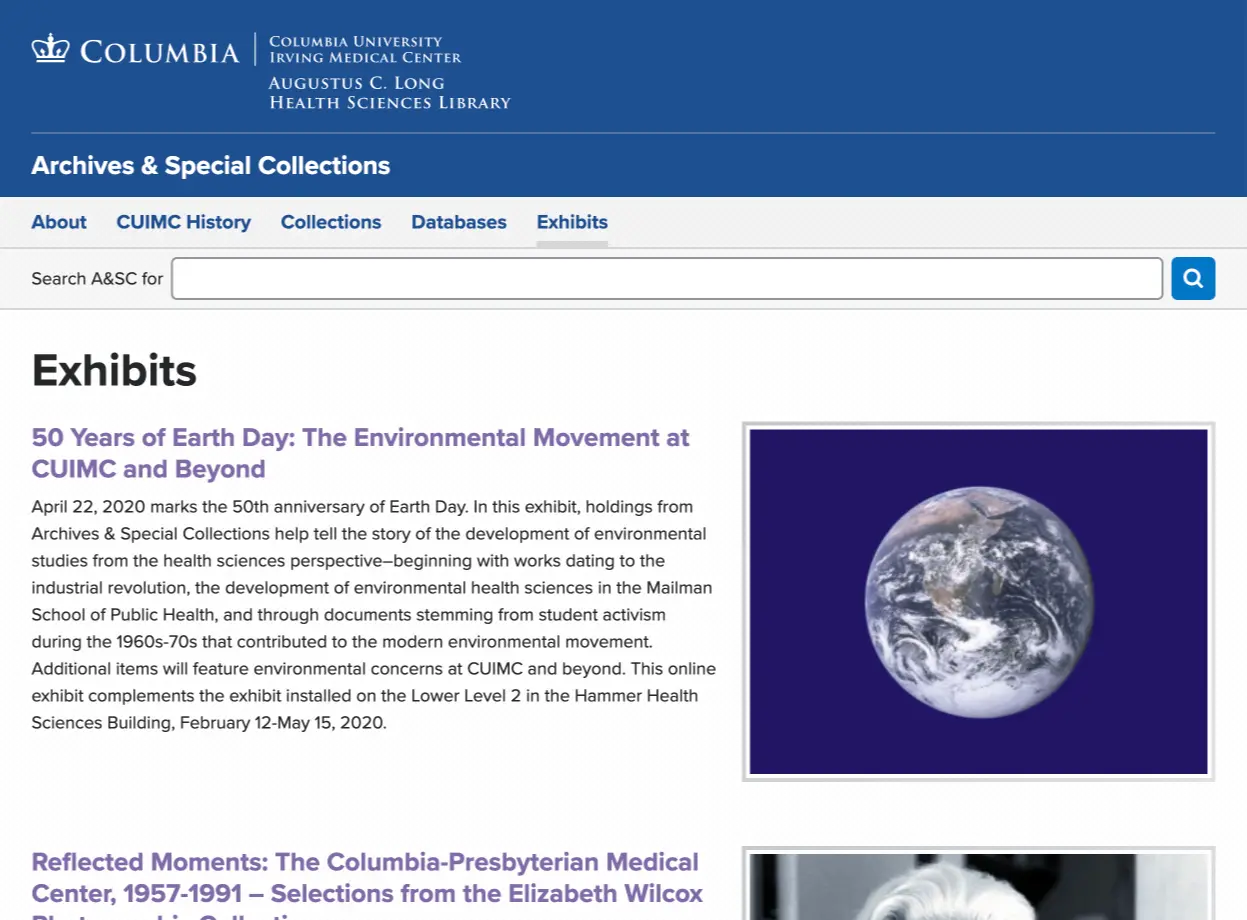 COLUMBIA
COLUMBIA UNIVERSITY
IRVING MEDICAL CENTER
AUGUSTUS C. LONG
HEALTH SCIENCES LIBRARY
Archives & Special Collections
About CUIMC History Collections Databases Exhibits
Search A&SC for
Exhibits
50 Years of Earth Day: The Environmental Movement at
CUIMC and Beyond
April 22, 2020 marks the 50th anniversary of Earth Day. In this exhibit, holdings from
Archives & Special Collections help tell the story of the development of environmental
studies from the health sciences perspective–beginning with works dating to the
industrial revolution, the development of environmental health sciences in the Mailman
School of Public Health, and through documents stemming from student activism
during the 1960s-70s that contributed to the modern environmental movement.
Additional items will feature environmental concerns at CUIMC and beyond. This online
exhibit complements the exhibit installed on the Lower Level 2 in the Hammer Health
Sciences Building, February 12-May 15, 2020.
Reflected Moments: The Columbia-Presbyterian Medical
Center, 1957-1991 – Selections from the Elizabeth Wilcox